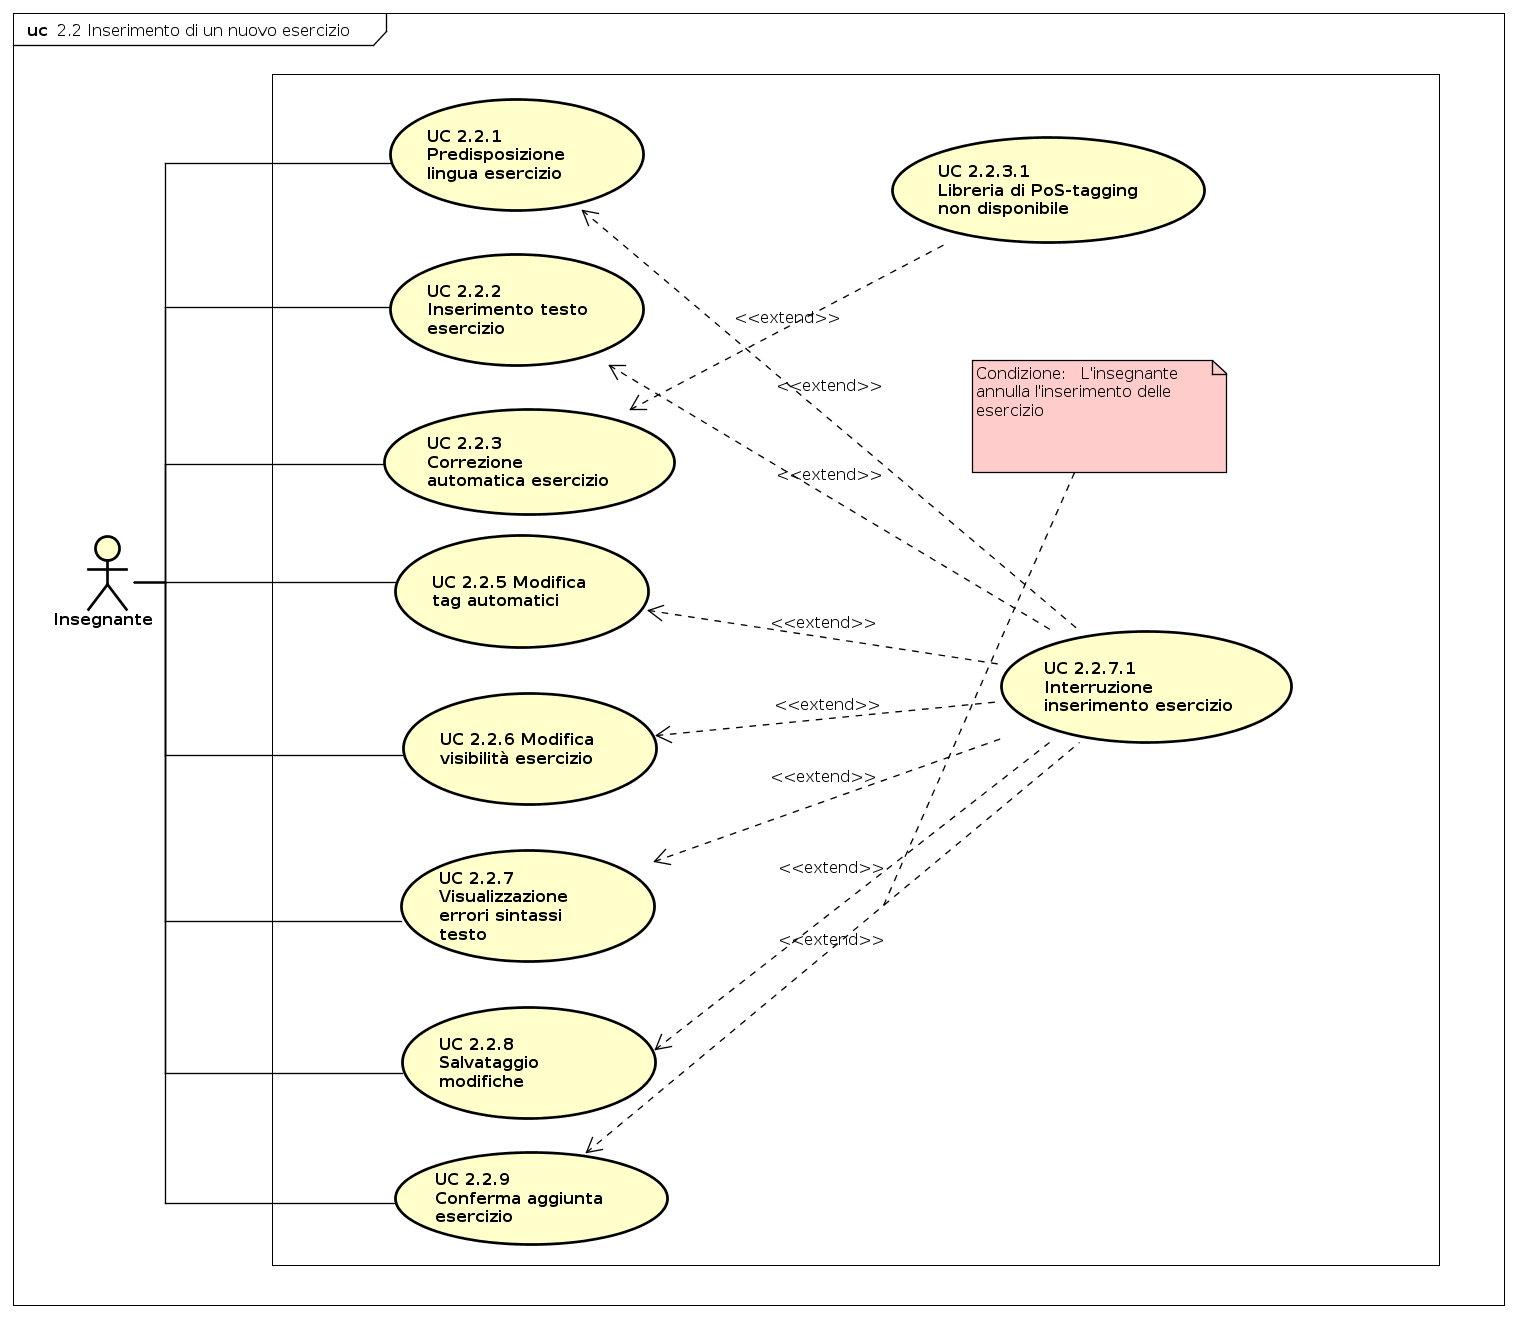 uc 2.2 Inserimento di un nuovo esercizio
UC 2.2.1
Predisposizione
lingua esercizio
UC 2.2.3.1
Libreria di PoS-tagging
non disponibile
UC 2.2.2
Inserimento testo
esercizio
<<extend>>
<<extend>>
Condizione:   L'insegnante
annulla l'inserimento delle
esercizio
UC 2.2.3
Correzione
automatica esercizio
<<extend>>
Insegnante
UC 2.2.5 Modifica
tag automatici
<<extend>>
UC 2.2.7.1
Interruzione
inserimento esercizio
<<extend>>
UC 2.2.6 Modifica
visibilità esercizio
<<extend>>
UC 2.2.7
Visualizzazione
errori sintassi
testo
<<extend>>
<<extend>>
UC 2.2.8
Salvataggio
modifiche
UC 2.2.9
Conferma aggiunta
esercizio